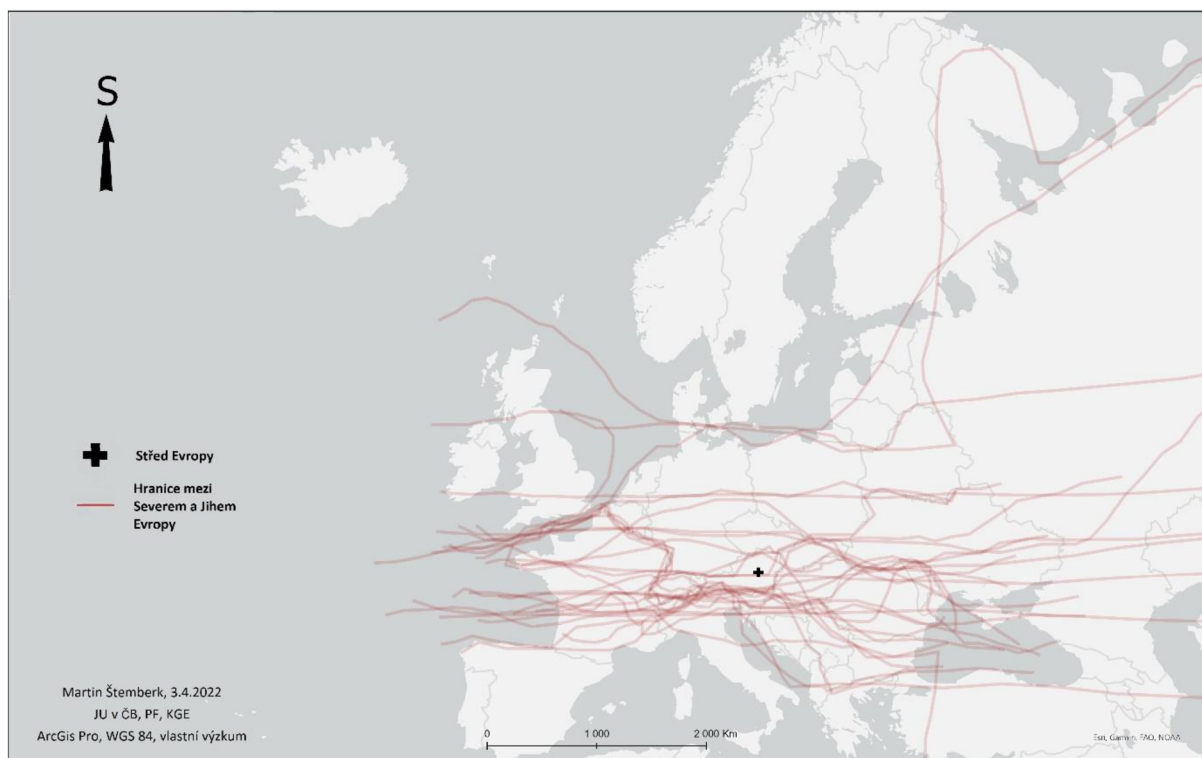 S
Střed Evropy
Hranice mezi
Severem a Jihem
Evropy
Martin Štemberk, 3.4.2022
JU v ČB, PF, KGE
ArcGis Pro, WGS 84, vlastní výzkum
0 1 000 2 000 Km
Esri, Garmin, FAO, NOAA